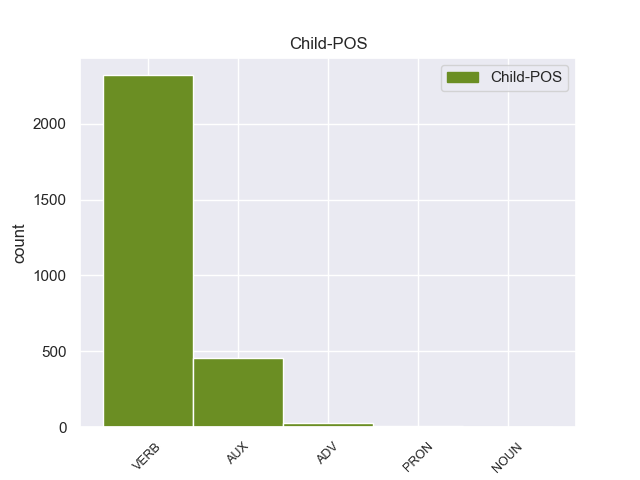 Child-POS
Child-POS
2000
1500
1000
500
0
count
VERB
AUX
ADV
PRON
NOUN